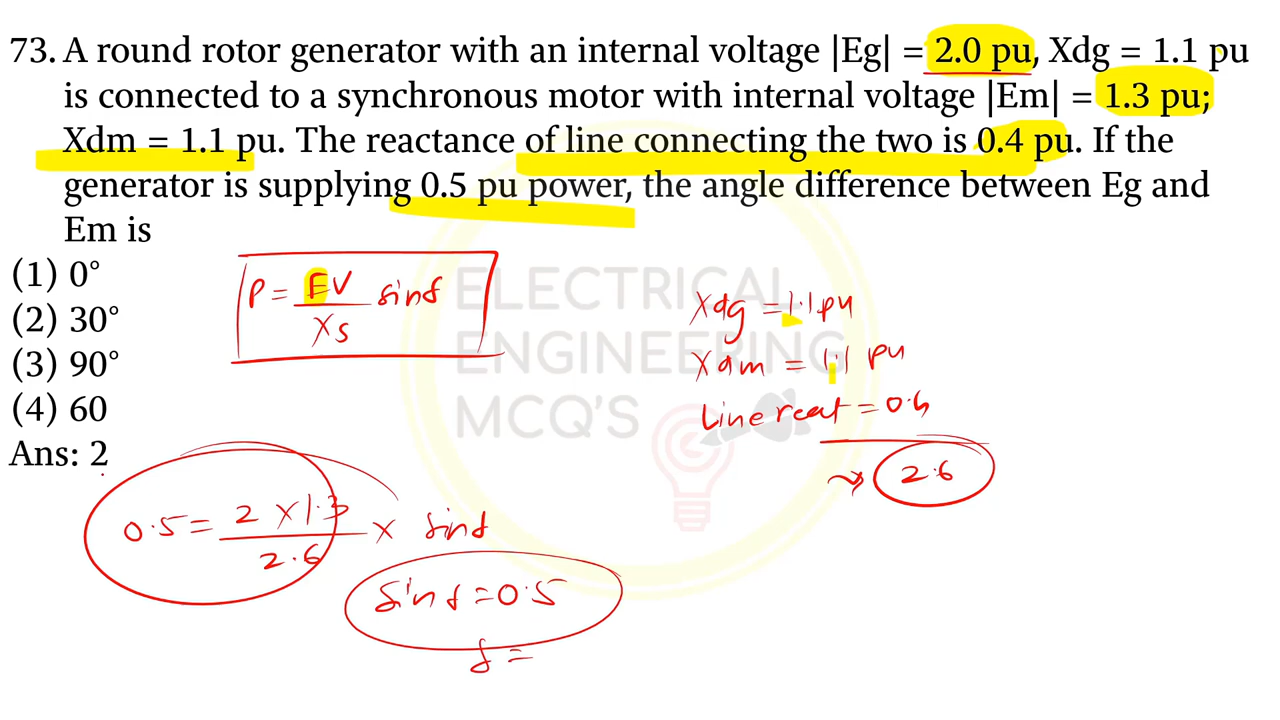 73. A round rotor generator with an internal voltage |Eg| = 2.0 pu, Xdg = 1.1 pu
is connected to a synchronous motor with internal voltage |Em| = 1.3 pu;
Xdm = 1.1 pu. The reactance of line connecting the two is 0.4 pu. If the
generator is supplying 0.5 pu power, the angle difference between Eg and
Em is
(1) 0°
(2) 30°
(3) 90°
(4) 60
Ans: 2
P = EV / Xs sinδ
Xdg = 1.1 pu
Xdm = 1.1 pu
Line reat = 0.4
2.6
0.5 = 2 X 1.3 / 2.6 X sinδ
sinδ = 0.5
δ =
ELECTRICAL
ENGINEERING
MCQ'S